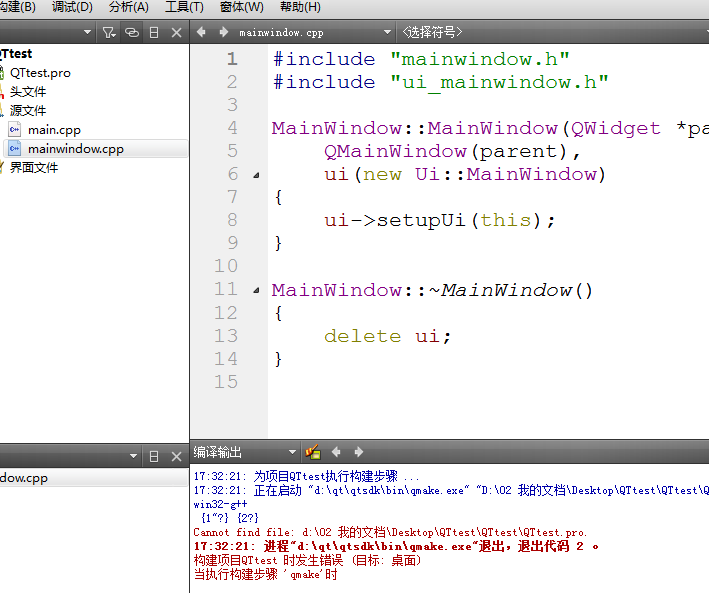 构建(B) 调试(D) 分析(A) 工具(T) 窗体(W) 帮助(H)
mainwindow.cpp <选择符号>
QTtest
QTtest.pro
头文件
源文件
main.cpp
mainwindow.cpp
界面文件
1 #include "mainwindow.h"
2 #include "ui_mainwindow.h"
3
4 MainWindow::MainWindow(QWidget *pa
5 QMainWindow(parent),
6 ui(new Ui::MainWindow)
7 {
8 ui->setupUi(this);
9 }
10
11 MainWindow::~MainWindow()
12 {
13 delete ui;
14 }
15
dow.cpp
编译输出
17:32:21: 为项目QTtest执行构建步骤 ...
17:32:21: 正在启动 "d:\qt\qtsdk\bin\qmake.exe" "D:\02 我的文档\Desktop\QTtest\QTtest\Q
win32-g++
{1"?} {2?}
Cannot find file: d:\02 我的文档\Desktop\QTtest\QTtest\QTtest.pro.
17:32:21: 进程"d:\qt\qtsdk\bin\qmake.exe"退出，退出代码 2 。
构建项目QTtest 时发生错误 (目标: 桌面)
当执行构建步骤 'qmake'时